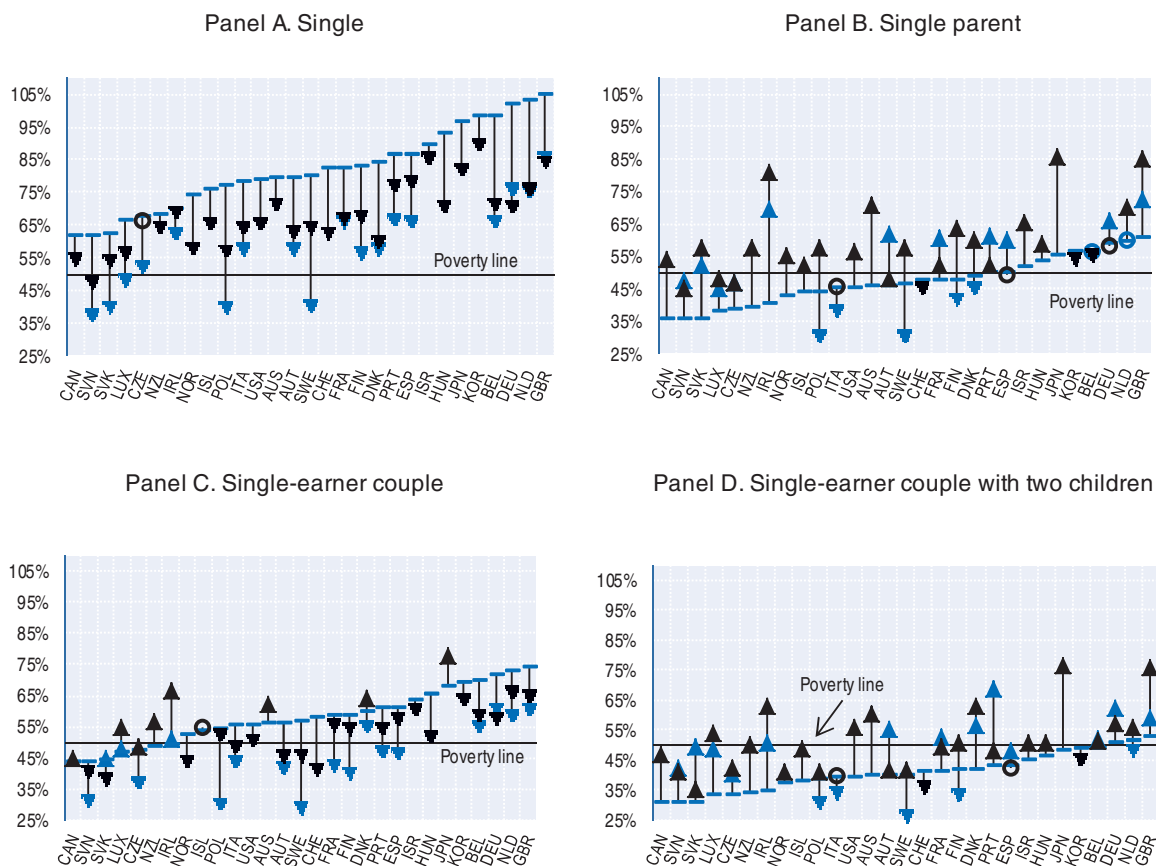 Panel A. Single
105%
95%
85%
75%
65%
55%
45%
35%
25%
Poverty line
CAN
SVN
SVK
LUX
CZE
NZL
IRL
NOR
ISL
POL
ITA
USA
AUS
AUT
SWE
CHE
FRA
FIN
DNK
PRT
ESP
ISR
HUN
JPN
KOR
BEL
DEU
NLD
GBR
Panel B. Single parent
105%
95%
85%
75%
65%
55%
45%
35%
25%
Poverty line
CAN
SVN
SVK
LUX
CZE
NZL
IRL
NOR
ISL
POL
ITA
USA
AUS
AUT
SWE
CHE
FRA
FIN
DNK
PRT
ESP
ISR
HUN
JPN
KOR
BEL
DEU
NLD
GBR
Panel C. Single-earner couple
105%
95%
85%
75%
65%
55%
45%
35%
25%
Poverty line
CAN
SVN
SVK
LUX
CZE
NZL
IRL
NOR
ISL
POL
ITA
USA
AUS
AUT
SWE
CHE
FRA
FIN
DNK
PRT
ESP
ISR
HUN
JPN
KOR
BEL
DEU
NLD
GBR
Panel D. Single-earner couple with two children
105%
95%
85%
75%
65%
55%
45%
35%
25%
Poverty line
CAN
SVN
SVK
LUX
CZE
NZL
IRL
NOR
ISL
POL
ITA
USA
AUS
AUT
SWE
CHE
FRA
FIN
DNK
PRT
ESP
ISR
HUN
JPN
KOR
BEL
DEU
NLD
GBR